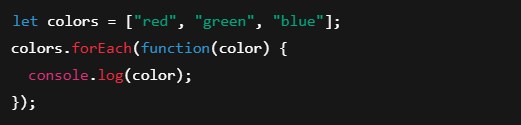 let colors = ["red", "green", "blue"];
colors.forEach(function(color) {
  console.log(color);
});